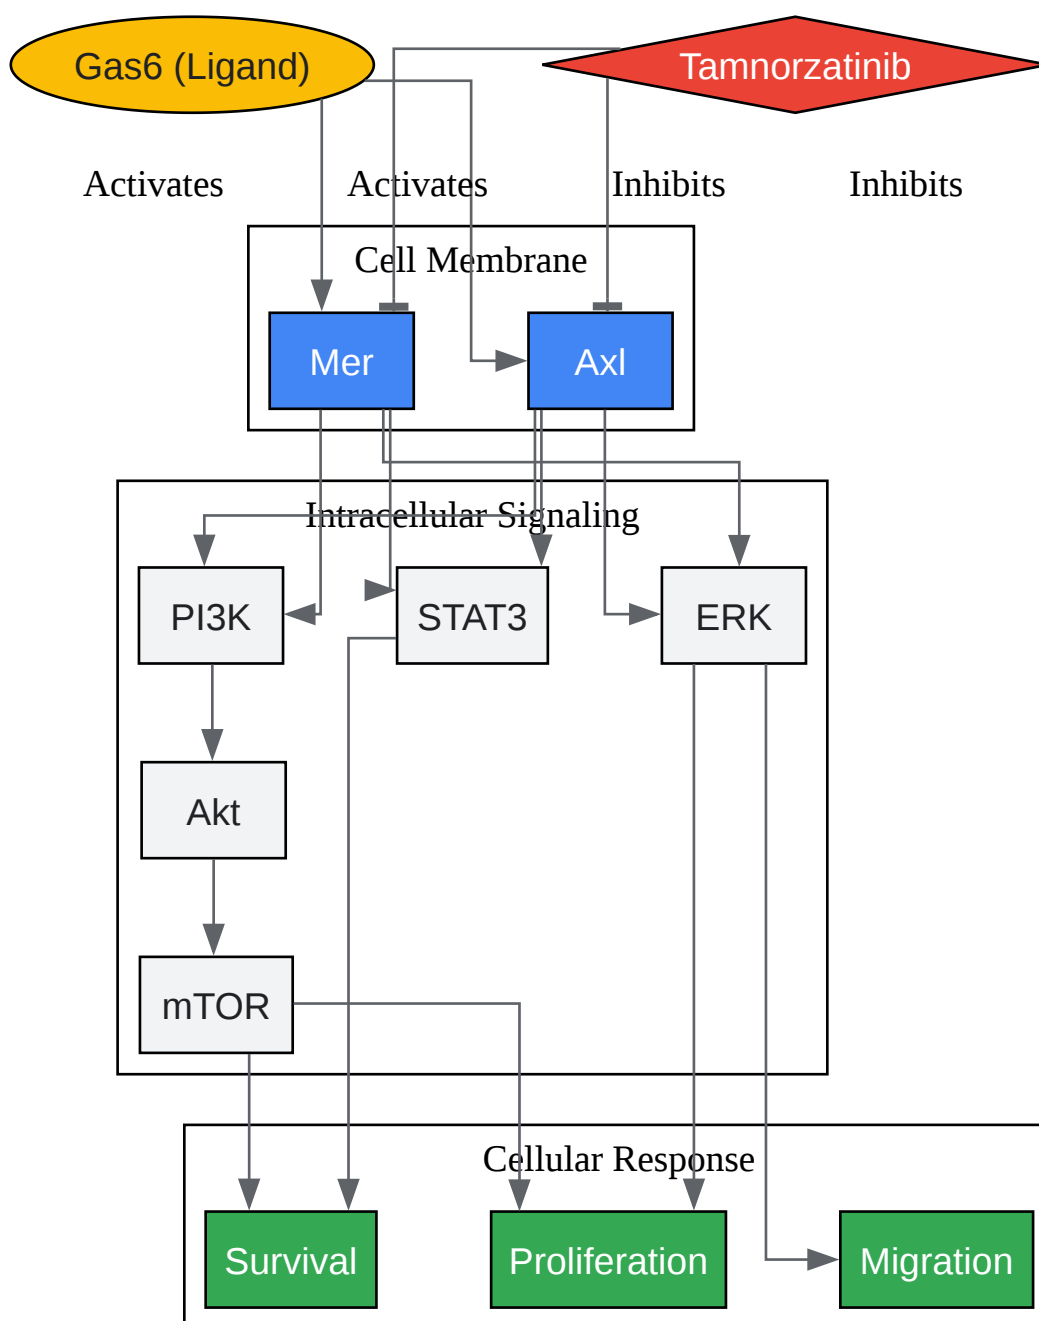 Gas6 (Ligand)
Tamnorzatinib
Activates
Activates
Inhibits
Inhibits
Cell Membrane
Mer
Axl
Intracellular Signaling
PI3K
STAT3
ERK
Akt
mTOR
Cellular Response
Survival
Proliferation
Migration